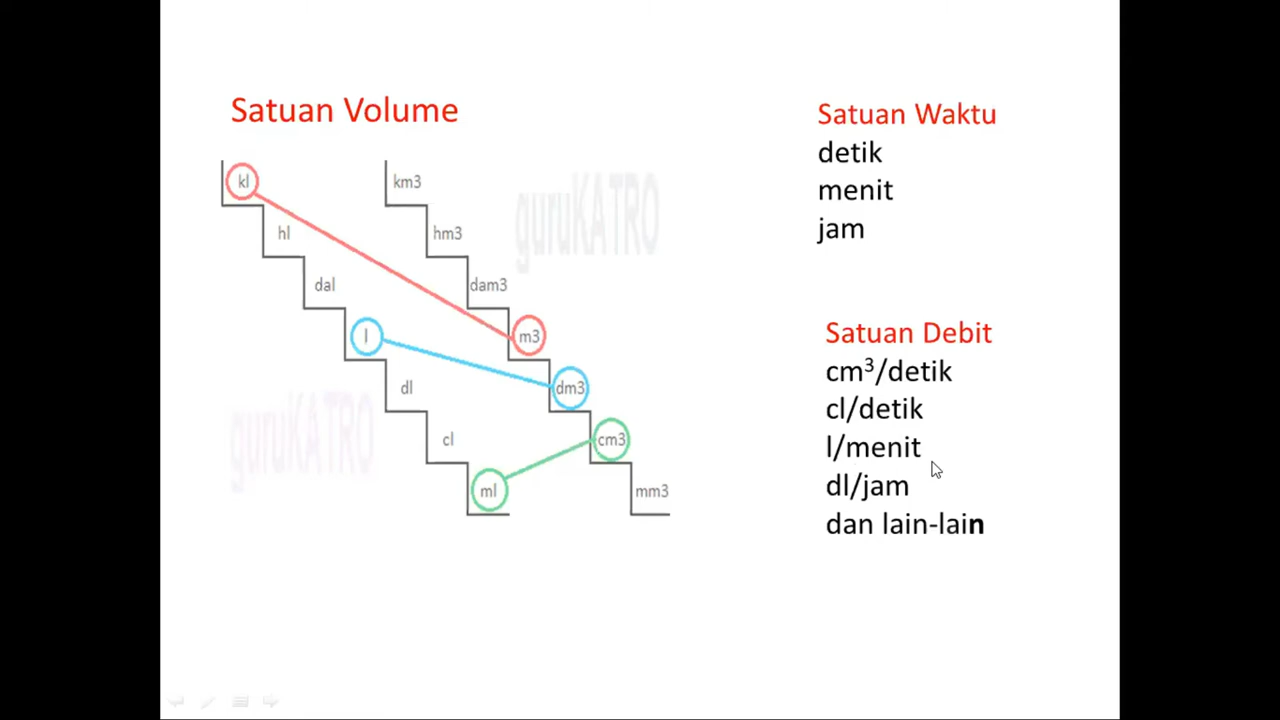 Satuan Volume
kl
hl
dal
l
dl
cl
ml
km3
hm3
dam3
m3
dm3
cm3
mm3
guruKATRO
guruKATRO
Satuan Waktu
detik
menit
jam
Satuan Debit
cm³/detik
cl/detik
l/menit
dl/jam
dan lain-lain